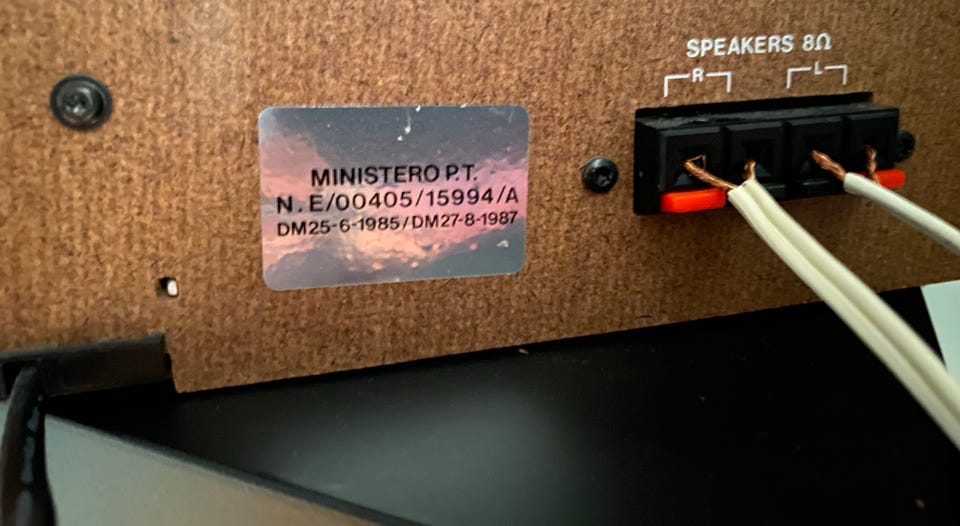 SPEAKERS 8Ω
R L
MINISTERO P.T.
N. E/00405/15994/A
DM25-6-1985/DM27-8-1987